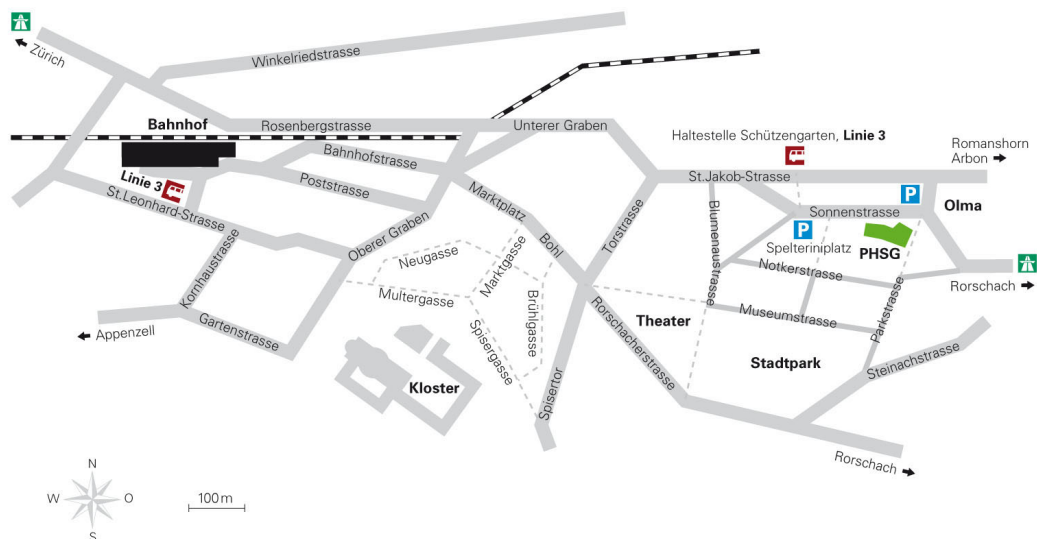 Zürich
Winkelriedstrasse
Bahnhof
Rosenbergstrasse
Unterer Graben
Haltestelle Schützengarten, Linie 3
Romanshorn
Arbon
Bahnhofstrasse
Linie 3
Poststrasse
St.Leonhard-Strasse
Marktplatz
St.Jakob-Strasse
P
Olma
Sonnenstrasse
P
Spelteriniplatz
PHSG
Oberer Graben
Bohl
Torstrasse
Blumenaustrasse
Neugasse
Marktgasse
Kornhaustrasse
Notkerstrasse
Rorschach
Multergasse
Brühlgasse
Rorschacherstrasse
Theater
Museumstrasse
Parkstrasse
Appenzell
Gartenstrasse
Spisergasse
Stadtpark
Steinachstrasse
Kloster
Spisertor
Rorschach
N
W
O
S
100 m